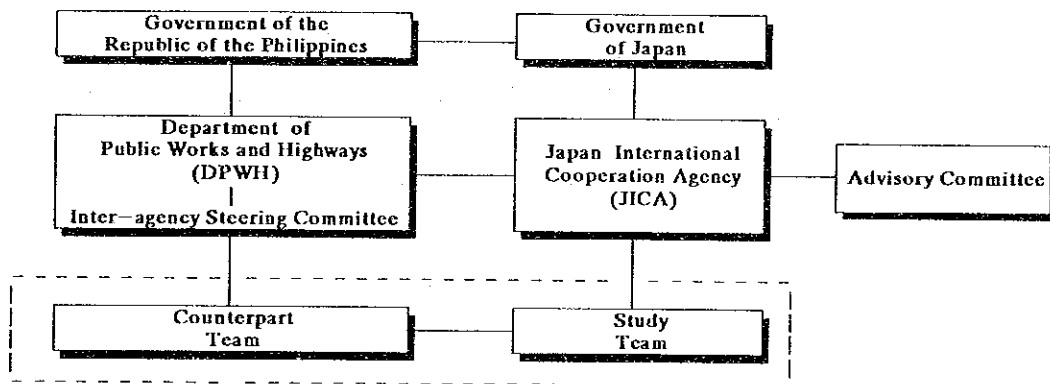 Government of the
Republic of the Philippines
Government
of Japan
Department of
Public Works and Highways
(DPWH)
Inter-agency Steering Committee
Japan International
Cooperation Agency
(JICA)
Advisory Committee
Counterpart
Team
Study
Team